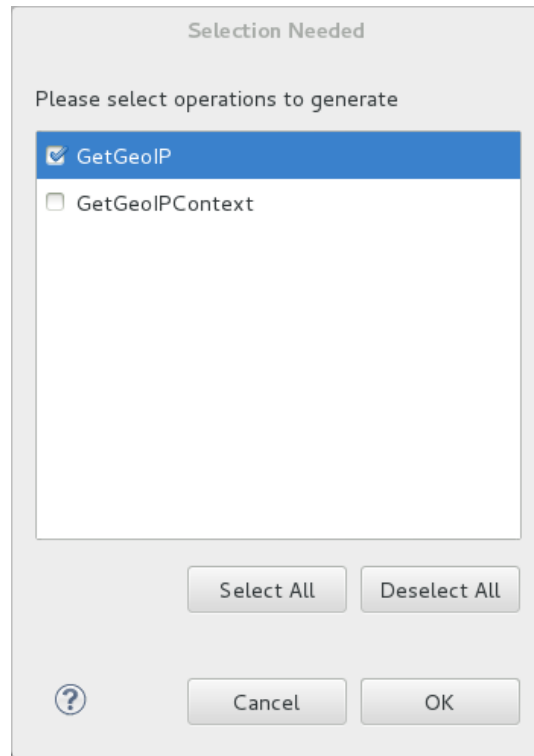 Selection Needed
Please select operations to generate
GetGeoIP
GetGeoIPContext
Select All
Deselect All
?
Cancel
OK